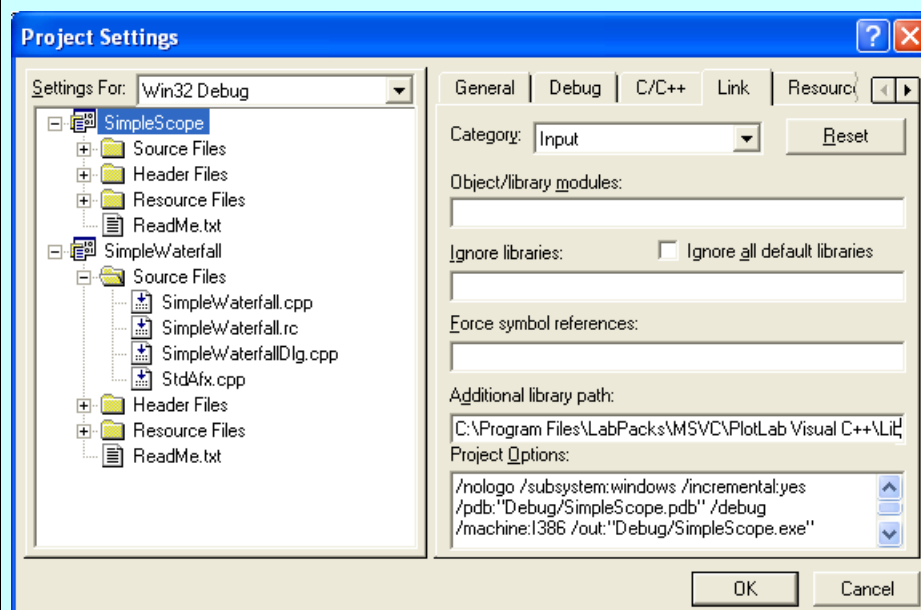 Project Settings
Settings For: Win32 Debug
SimpleScope
Source Files
Header Files
Resource Files
ReadMe.txt
SimpleWaterfall
Source Files
SimpleWaterfall.cpp
SimpleWaterfall.rc
SimpleWaterfallDlg.cpp
StdAfx.cpp
Header Files
Resource Files
ReadMe.txt
General Debug C/C++ Link Resourc
Category: Input Reset
Object/library modules:
Ignore libraries: Ignore all default libraries
Force symbol references:
Additional library path:
C:\Program Files\LabPacks\MSVC\PlotLab Visual C++\Lib
Project Options:
/nologo /subsystem:windows /incremental:yes
/pdb:"Debug/SimpleScope.pdb" /debug
/machine:I386 /out:"Debug/SimpleScope.exe"
OK Cancel